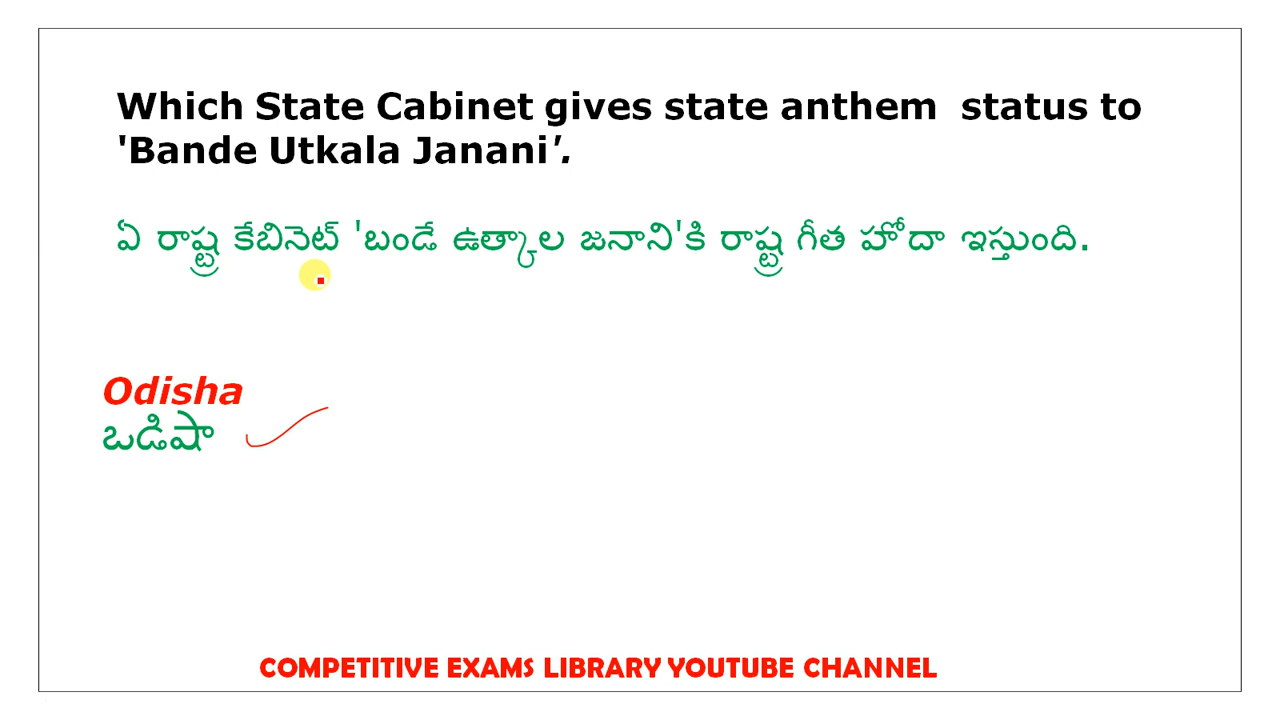 Which State Cabinet gives state anthem status to
'Bande Utkala Janani'.
ఏ రాష్ట్ర కేబినెట్ 'బండే ఉత్కాల జనాని'కి రాష్ట్ర గీత హోదా ఇస్తుంది.
Odisha
ఒడిషా
COMPETITIVE EXAMS LIBRARY YOUTUBE CHANNEL